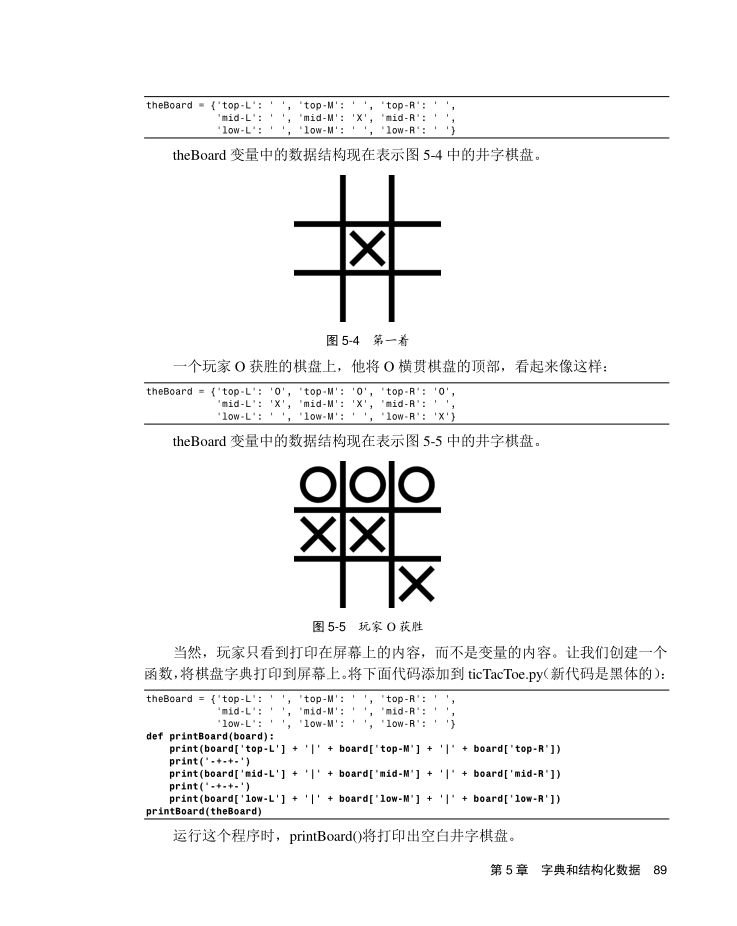 theBoard = {'top-L': ' ', 'top-M': ' ', 'top-R': ' ',
            'mid-L': ' ', 'mid-M': 'X', 'mid-R': ' ',
            'low-L': ' ', 'low-M': ' ', 'low-R': ' '}
theBoard 变量中的数据结构现在表示图 5-4 中的井字棋盘。
图 5-4 第一着
一个玩家 O 获胜的棋盘上，他将 O 横贯棋盘的顶部，看起来像这样：
theBoard = {'top-L': 'O', 'top-M': 'O', 'top-R': 'O',
            'mid-L': 'X', 'mid-M': 'X', 'mid-R': ' ',
            'low-L': ' ', 'low-M': ' ', 'low-R': 'X'}
theBoard 变量中的数据结构现在表示图 5-5 中的井字棋盘。
图 5-5 玩家 O 获胜
当然，玩家只看到打印在屏幕上的内容，而不是变量的内容。让我们创建一个
函数，将棋盘字典打印到屏幕上。将下面代码添加到 ticTacToe.py（新代码是黑体的）：
theBoard = {'top-L': ' ', 'top-M': ' ', 'top-R': ' ',
            'mid-L': ' ', 'mid-M': ' ', 'mid-R': ' ',
            'low-L': ' ', 'low-M': ' ', 'low-R': ' '}
def printBoard(board):
    print(board['top-L'] + '|' + board['top-M'] + '|' + board['top-R'])
    print('-+-+-')
    print(board['mid-L'] + '|' + board['mid-M'] + '|' + board['mid-R'])
    print('-+-+-')
    print(board['low-L'] + '|' + board['low-M'] + '|' + board['low-R'])
printBoard(theBoard)
运行这个程序时，printBoard()将打印出空白井字棋盘。
第 5 章 字典和结构化数据 89